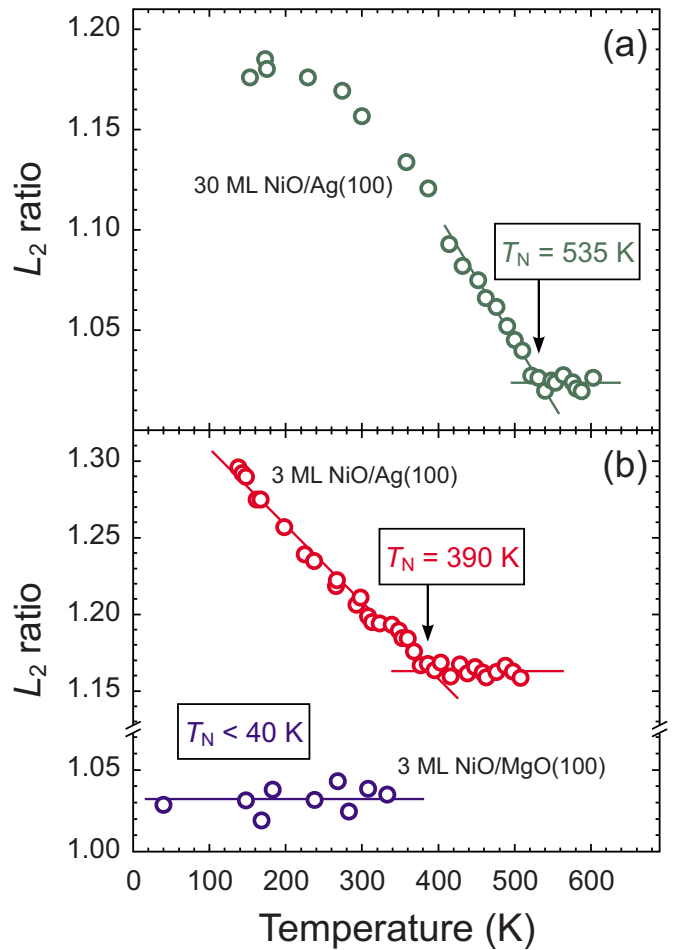 (a)
1.20
1.15
1.10
1.05
L2 ratio
30 ML NiO/Ag(100)
TN = 535 K
(b)
1.30
1.25
1.20
1.15
1.05
1.00
L2 ratio
3 ML NiO/Ag(100)
TN = 390 K
TN < 40 K
3 ML NiO/MgO(100)
0 100 200 300 400 500 600
Temperature (K)